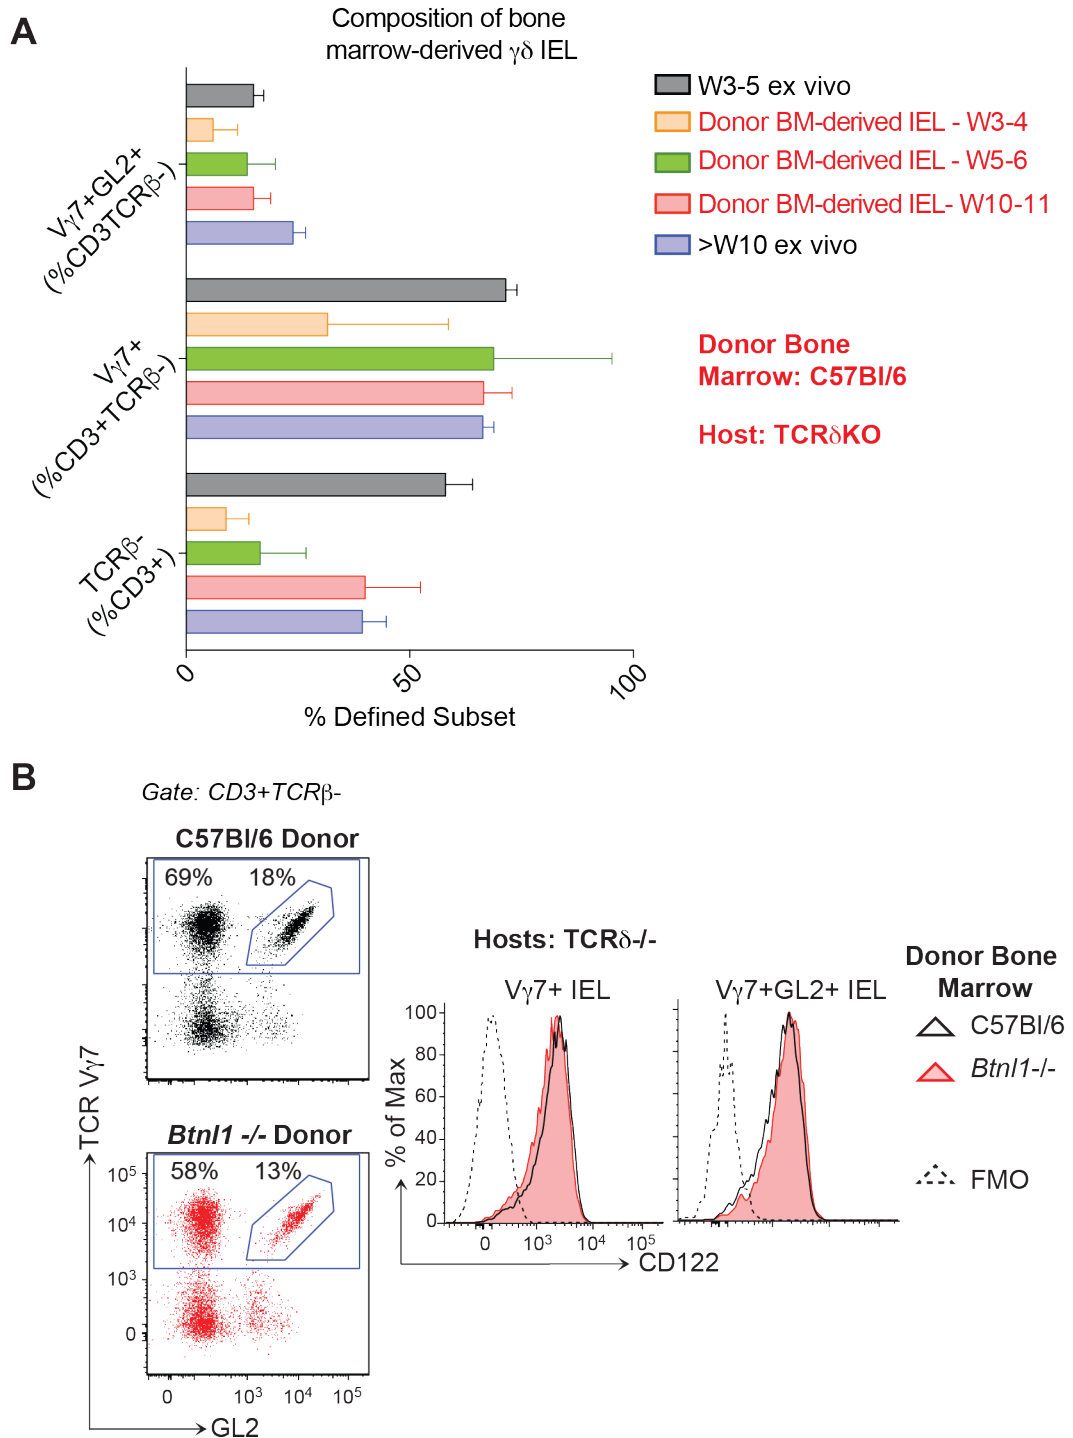 A
Composition of bone
marrow-derived γδ IEL
W3-5 ex vivo
Donor BM-derived IEL - W3-4
Donor BM-derived IEL - W5-6
Donor BM-derived IEL- W10-11
>W10 ex vivo
Vγ7+GL2+
(%CD3TCRβ-)
Vγ7+
(%CD3+TCRβ-)
TCRβ-
(%CD3+)
Donor Bone
Marrow: C57Bl/6
Host: TCRδKO
0 50 100
% Defined Subset
B
Gate: CD3+TCRβ-
C57Bl/6 Donor
69% 18%
Btnl1 -/- Donor
58% 13%
TCR Vγ7
10⁵
10⁴
10³
0
0 10³ 10⁴ 10⁵
GL2
Hosts: TCRδ-/-
Vγ7+ IEL
Vγ7+GL2+ IEL
% of Max
100
80
60
40
20
0
0 10³ 10⁴ 10⁵
CD122
Donor Bone
Marrow
C57Bl/6
Btnl1-/-
FMO